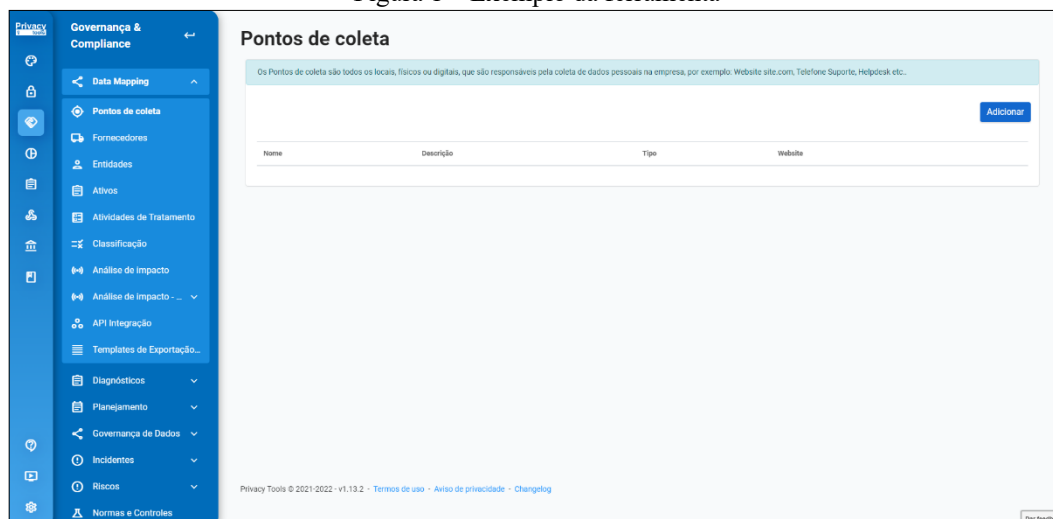 Privacy
Tools
Governança &
Compliance
Data Mapping
Pontos de coleta
Fornecedores
Entidades
Ativos
Atividades de Tratamento
Classificação
Análise de impacto
Análise de impacto - ...
API Integração
Templates de Exportação...
Diagnósticos
Planejamento
Governança de Dados
Incidentes
Riscos
Normas e Controles
Pontos de coleta
Os Pontos de coleta são todos os locais, físicos ou digitais, que são responsáveis pela coleta de dados pessoais na empresa, por exemplo: Website site.com, Telefone Suporte, Helpdesk etc..
Adicionar
Nome Descrição Tipo Website
Privacy Tools © 2021-2022 - v1.13.2 - Termos de uso - Aviso de privacidade - Changelog